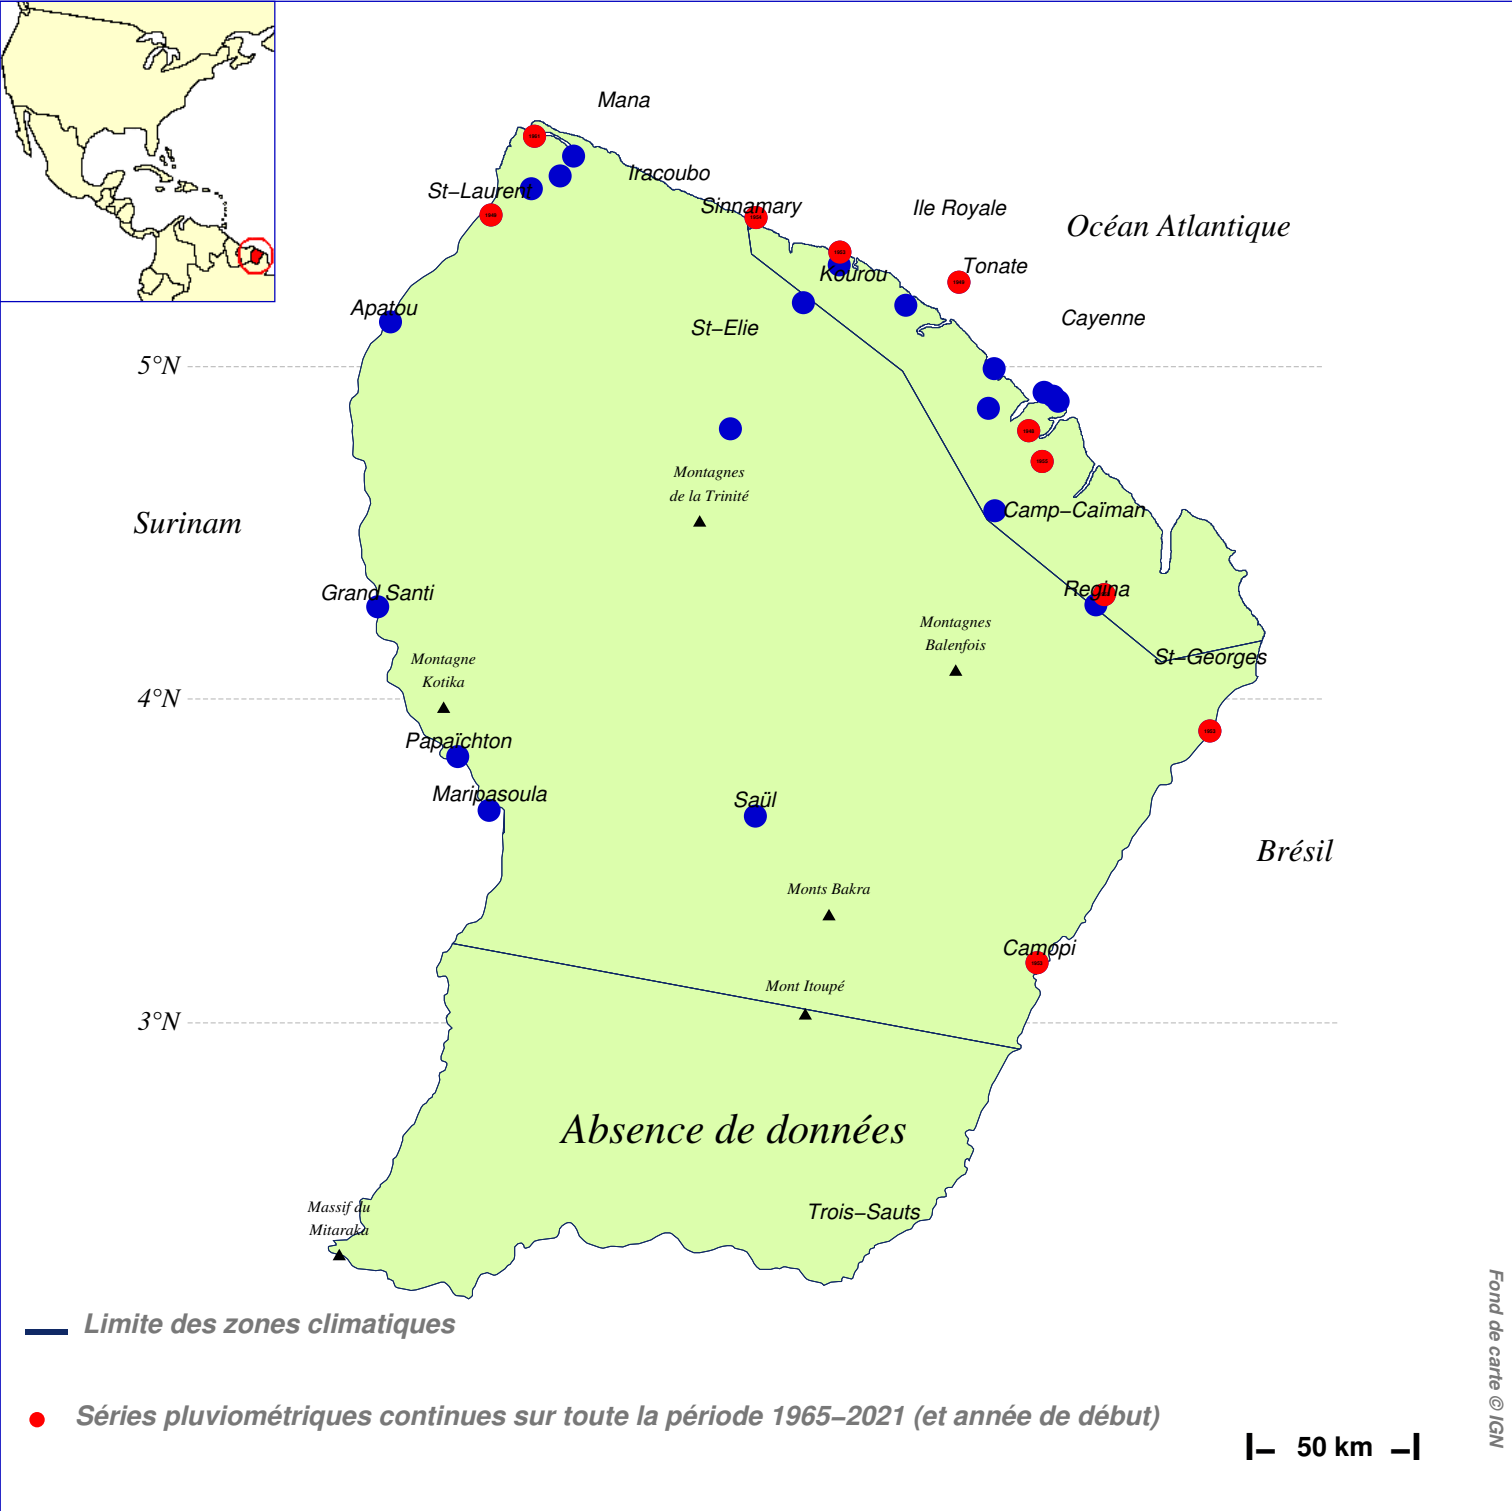 Mana
Iracoubo
St–Laurent
Sinnamary
Ile Royale
Océan Atlantique
Kourou
Tonate
Apatou
St–Elie
Cayenne
5°N
Montagnes
de la Trinité
Surinam
Camp–Caïman
Grand Santi
Regina
Montagnes
Balenfois
Montagne
Kotika
St–Georges
4°N
Papaïchton
Maripasoula
Saül
Brésil
Monts Bakra
Camopi
Mont Itoupé
3°N
Absence de données
Massif du
Mitaraka
Trois–Sauts
Limite des zones climatiques
Séries pluviométriques continues sur toute la période 1965–2021 (et année de début)
50 km
Fond de carte © IGN